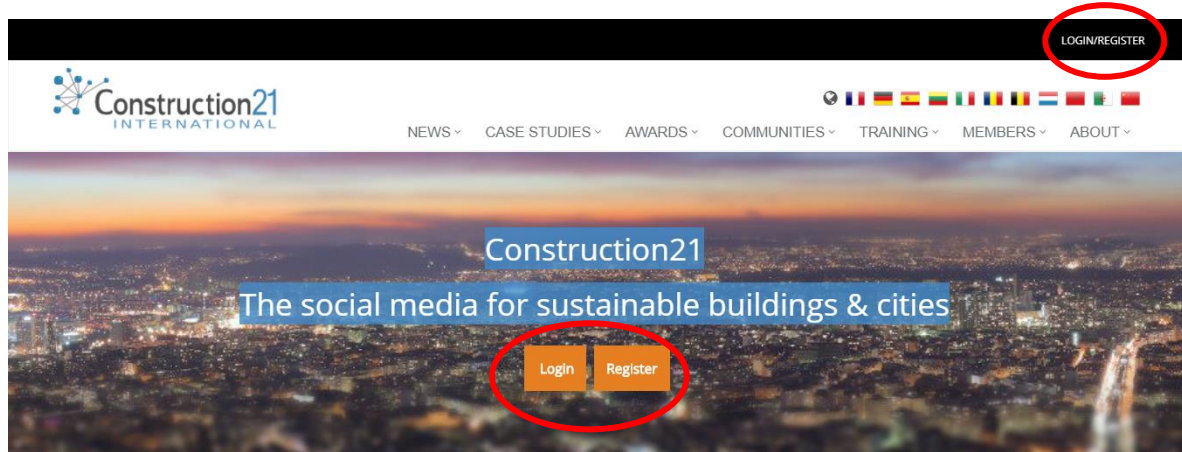 LOGIN/REGISTER
Construction21
INTERNATIONAL
NEWS CASE STUDIES AWARDS COMMUNITIES TRAINING MEMBERS ABOUT
Construction21
The social media for sustainable buildings & cities
Login Register